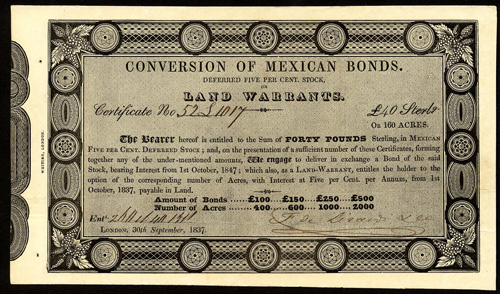 CONVERSION OF MEXICAN BONDS.
DEFERRED FIVE PER CENT. STOCK,
OR
LAND WARRANTS.
Certificate No 52
£40 Sterls
OR 160 ACRES.
The Bearer hereof is entitled to the Sum of FORTY POUNDS Sterling, in MEXICAN
FIVE PER CENT. DEFERRED STOCK; and, on the presentation of a sufficient number of these Certificates, forming
together any of the under-mentioned amounts, We engage to deliver in exchange a Bond of the said
Stock, bearing Interest from 1st October, 1847; which also, as a LAND-WARRANT, entitles the holder to the
option of the corresponding number of Acres, with Interest at Five per Cent. per Annum, from 1st
October, 1837, payable in Land.
Amount of Bonds ...... £100 ... £150 ... £250 ... £500
Number of Acres ...... 400 ... 600 ... 1000 ... 2000
Entd
LONDON, 30th September, 1837.